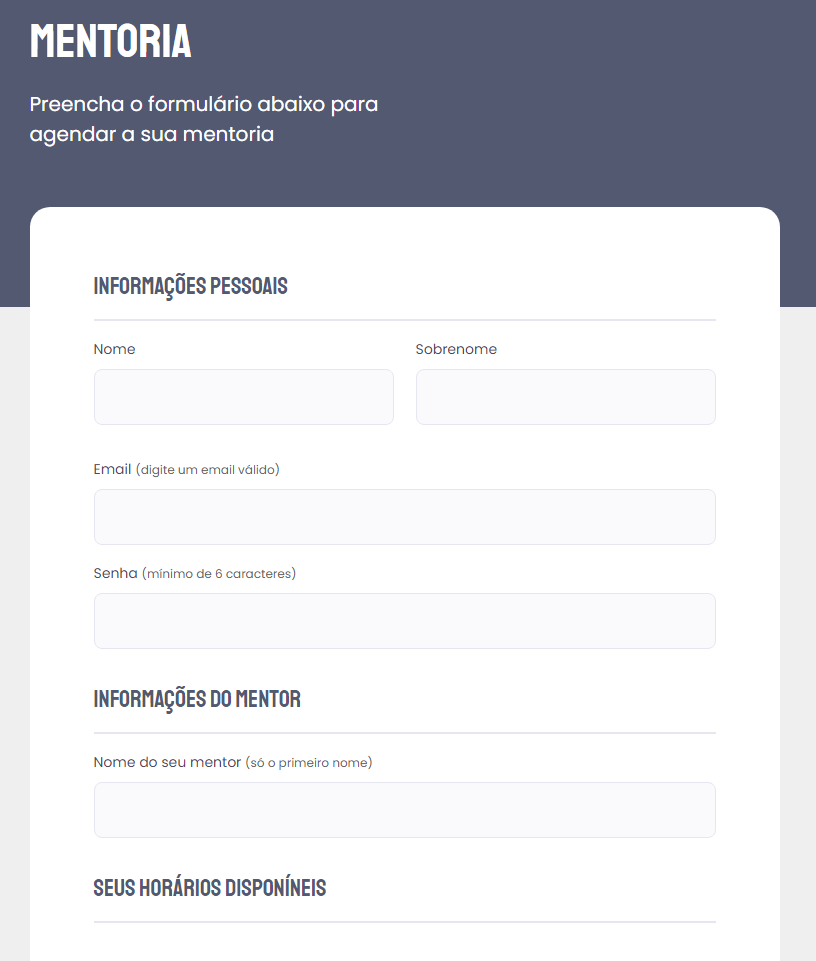 MENTORIA
Preencha o formulário abaixo para
agendar a sua mentoria
INFORMAÇÕES PESSOAIS
Nome
Sobrenome
Email (digite um email válido)
Senha (mínimo de 6 caracteres)
INFORMAÇÕES DO MENTOR
Nome do seu mentor (só o primeiro nome)
SEUS HORÁRIOS DISPONÍNEIS